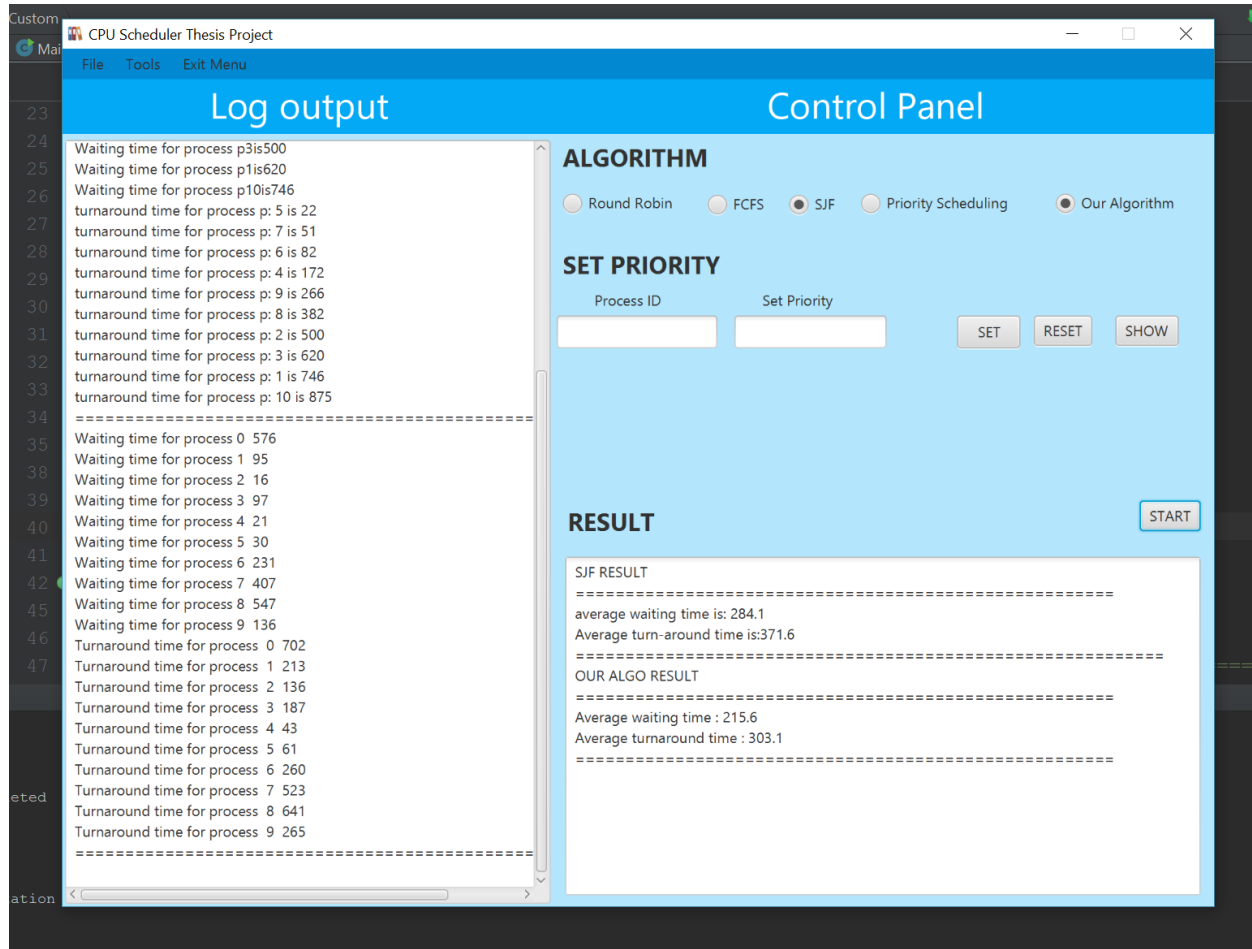 Custom
Mai
CPU Scheduler Thesis Project
File Tools Exit Menu
Log output
Waiting time for process p3is500
Waiting time for process p1is620
Waiting time for process p10is746
turnaround time for process p: 5 is 22
turnaround time for process p: 7 is 51
turnaround time for process p: 6 is 82
turnaround time for process p: 4 is 172
turnaround time for process p: 9 is 266
turnaround time for process p: 8 is 382
turnaround time for process p: 2 is 500
turnaround time for process p: 3 is 620
turnaround time for process p: 1 is 746
turnaround time for process p: 10 is 875
==============================================
Waiting time for process 0 576
Waiting time for process 1 95
Waiting time for process 2 16
Waiting time for process 3 97
Waiting time for process 4 21
Waiting time for process 5 30
Waiting time for process 6 231
Waiting time for process 7 407
Waiting time for process 8 547
Waiting time for process 9 136
Turnaround time for process 0 702
Turnaround time for process 1 213
Turnaround time for process 2 136
Turnaround time for process 3 187
Turnaround time for process 4 43
Turnaround time for process 5 61
Turnaround time for process 6 260
Turnaround time for process 7 523
Turnaround time for process 8 641
Turnaround time for process 9 265
==============================================
Control Panel
ALGORITHM
Round Robin FCFS SJF Priority Scheduling Our Algorithm
SET PRIORITY
Process ID Set Priority
SET RESET SHOW
START
RESULT
SJF RESULT
======================================================
average waiting time is: 284.1
Average turn-around time is:371.6
===========================================================
OUR ALGO RESULT
======================================================
Average waiting time : 215.6
Average turnaround time : 303.1
======================================================
23
24
25
26
27
28
29
30
31
32
33
34
35
38
39
40
41
42
45
46
47
====
eted
ation